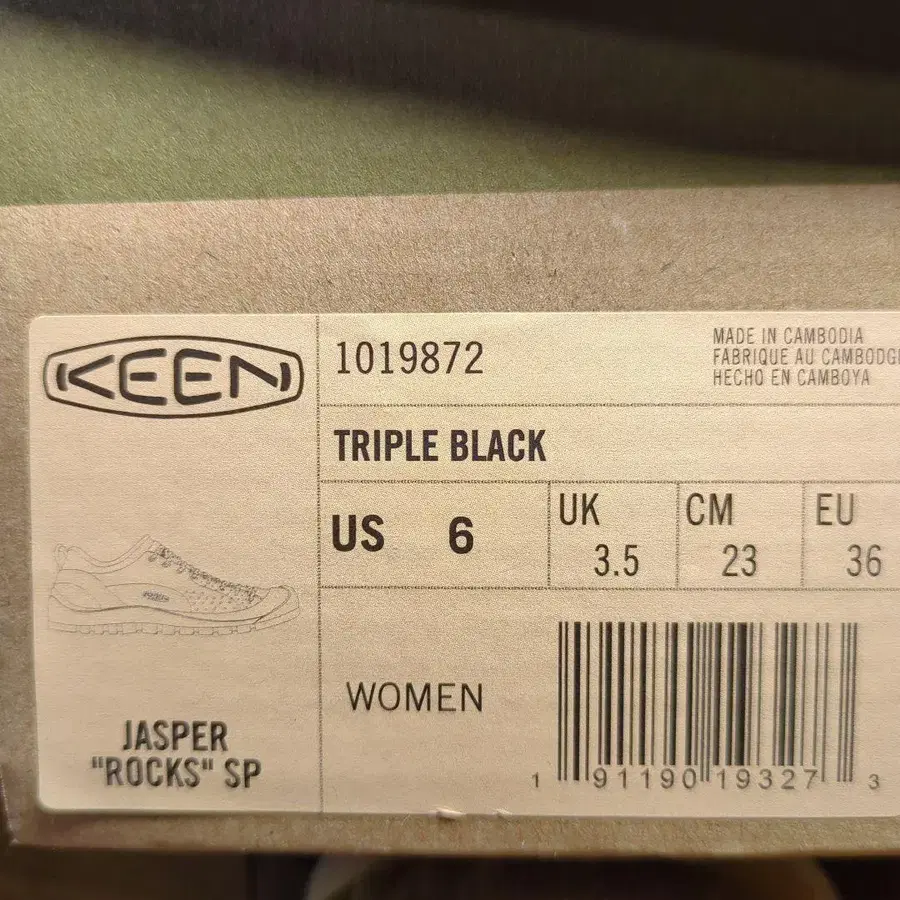 KEEN
1019872
MADE IN CAMBODIA
FABRIQUE AU CAMBODGE
HECHO EN CAMBOYA
TRIPLE BLACK
US 6
UK 3.5
CM 23
EU 36
WOMEN
JASPER
"ROCKS" SP
1 91190 19327 3